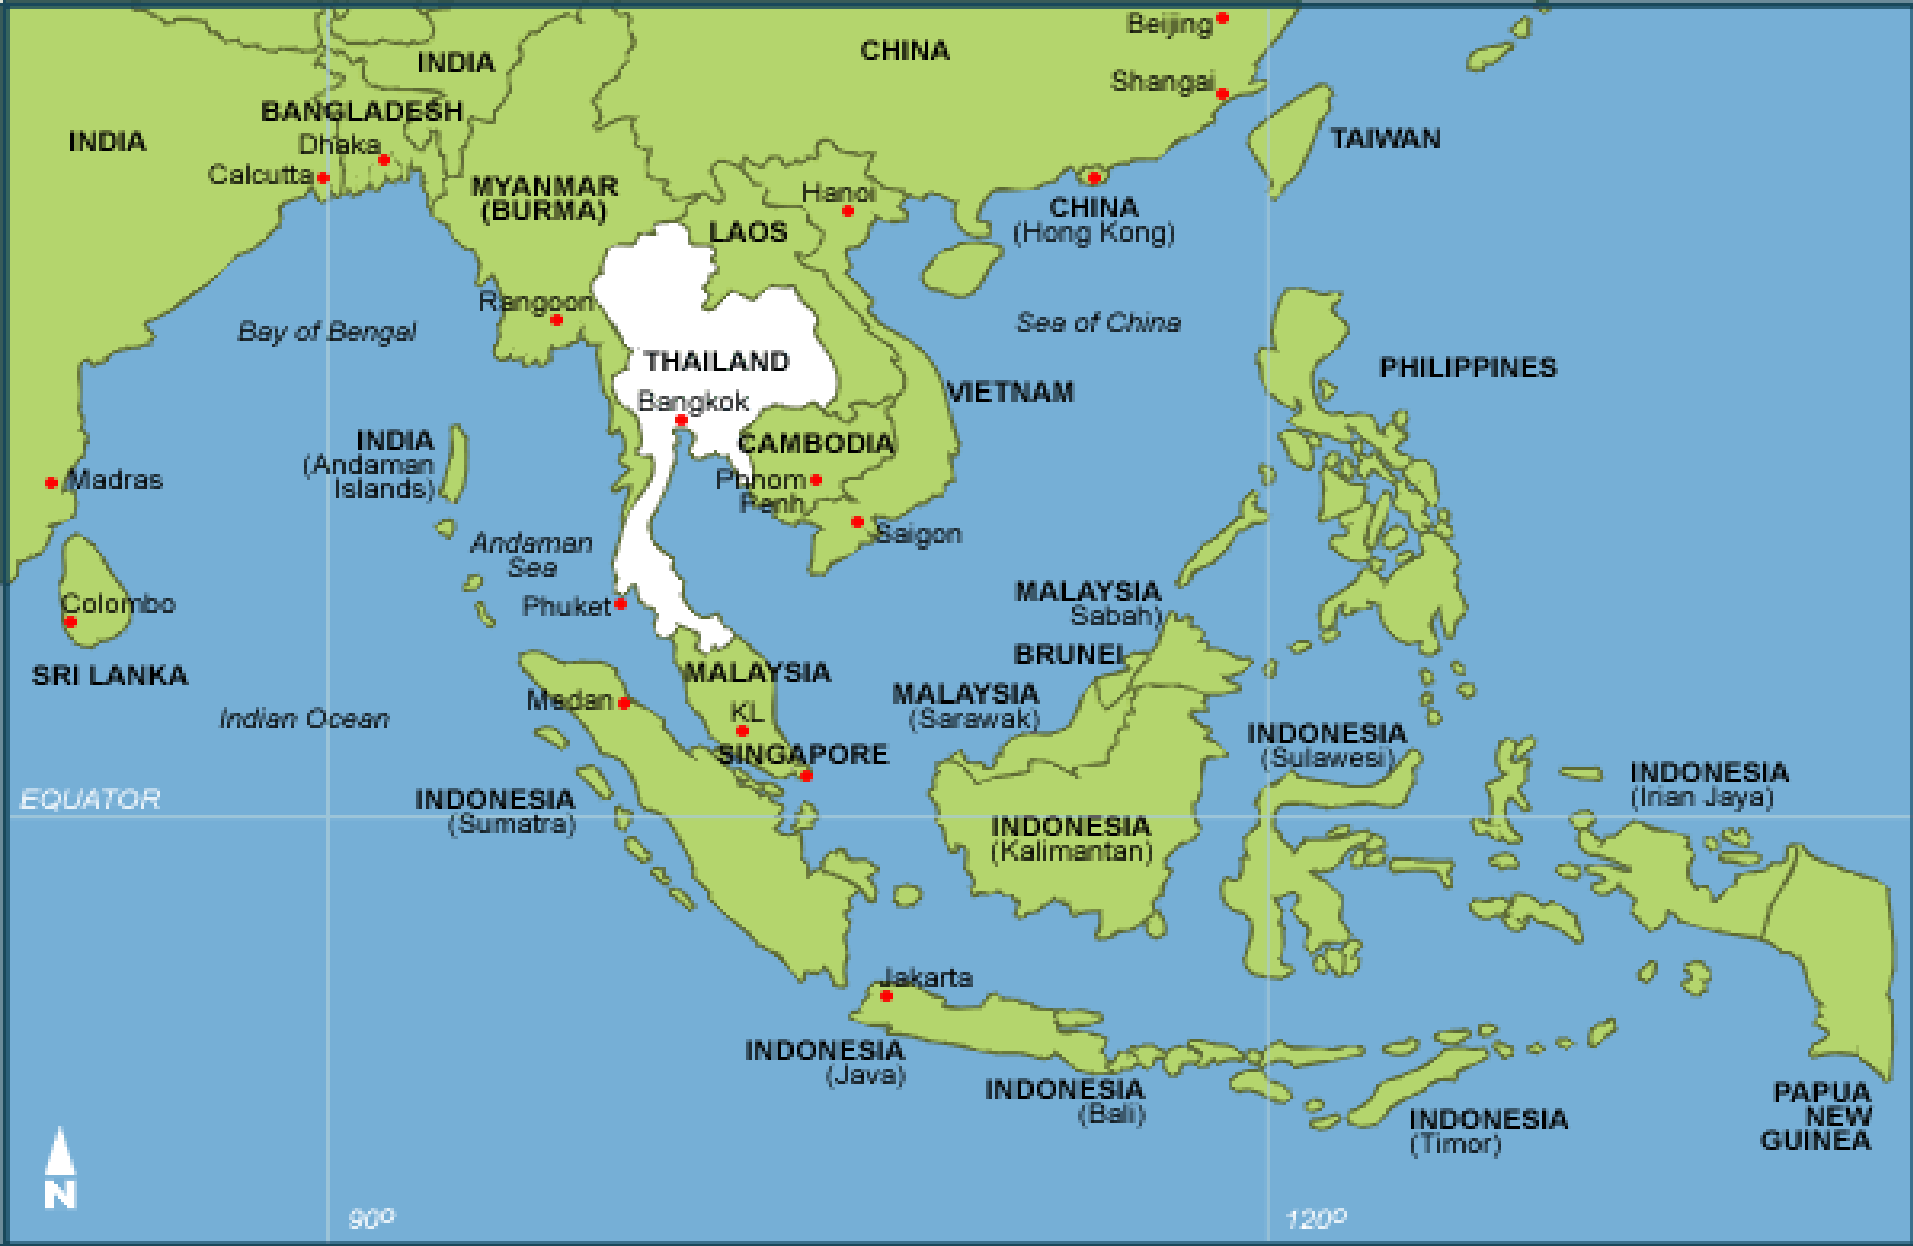 Beijing
CHINA
INDIA
Shangai
BANGLADESH
INDIA
TAIWAN
Dhaka
Calcutta
MYANMAR
(BURMA)
Hanoi
CHINA
(Hong Kong)
LAOS
Rangoon
Bay of Bengal
Sea of China
THAILAND
PHILIPPINES
VIETNAM
Bangkok
INDIA
(Andaman
Islands)
CAMBODIA
Madras
Phnom
Penh
Saigon
Andaman
Sea
MALAYSIA
Sabah)
Colombo
Phuket
BRUNEI
SRI LANKA
MALAYSIA
MALAYSIA
(Sarawak)
Medan
KL
Indian Ocean
INDONESIA
(Sulawesi)
SINGAPORE
INDONESIA
(Irian Jaya)
EQUATOR
INDONESIA
(Sumatra)
INDONESIA
(Kalimantan)
Jakarta
INDONESIA
(Java)
INDONESIA
(Bali)
INDONESIA
(Timor)
PAPUA
NEW
GUINEA
N
90º
120º